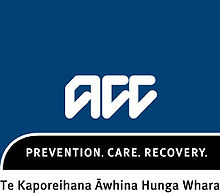 acc
PREVENTION. CARE. RECOVERY.
Te Kaporeihana Āwhina Hunga Whara